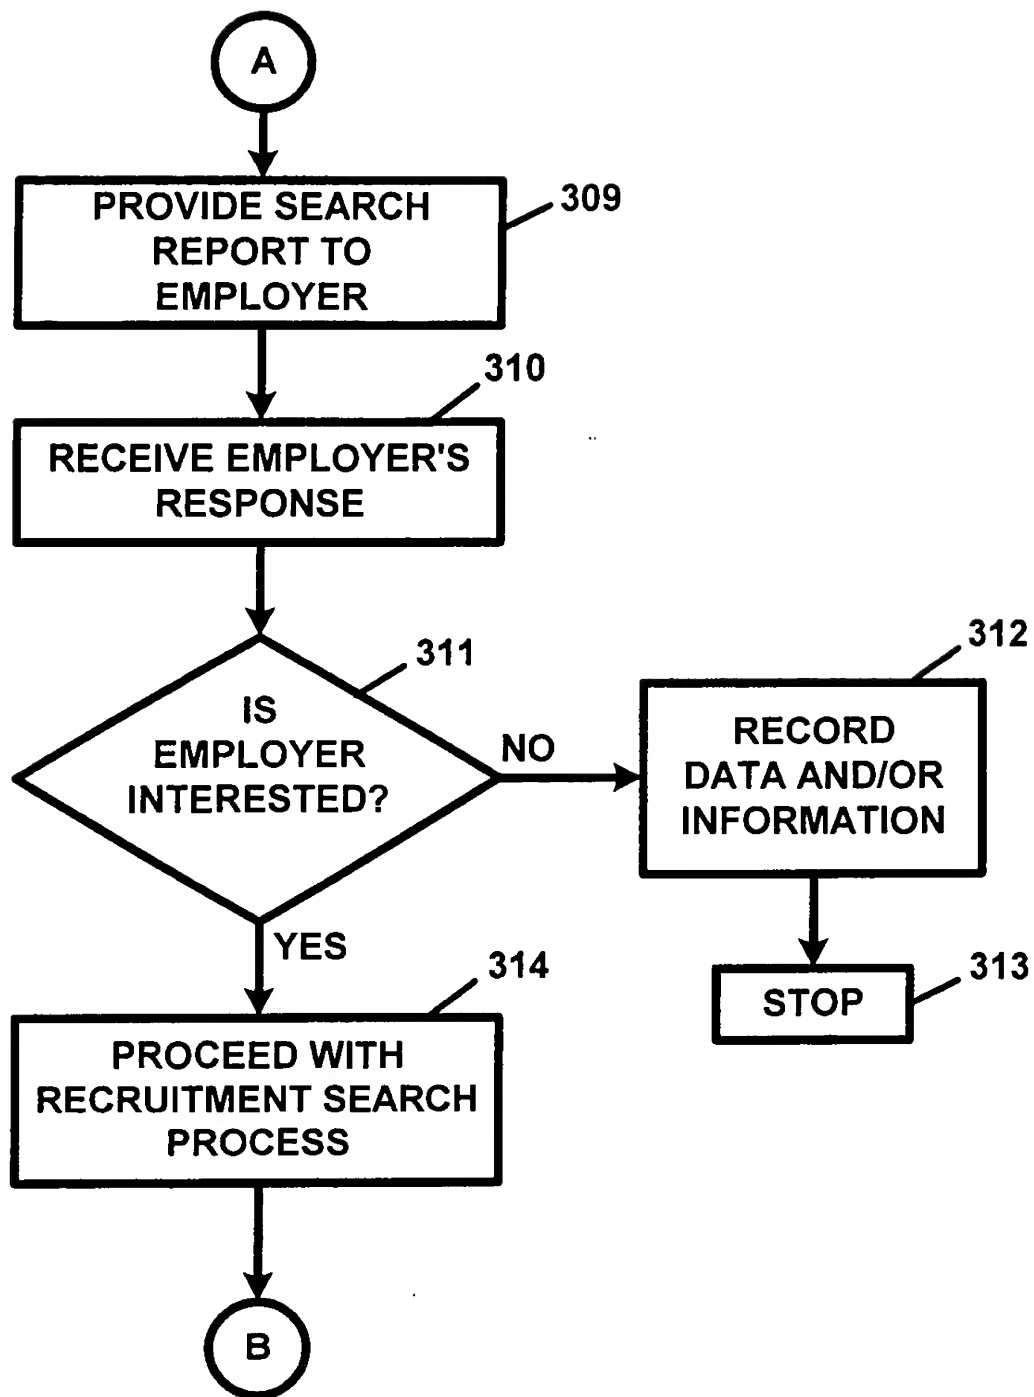 A
PROVIDE SEARCH
REPORT TO
EMPLOYER
309
310
RECEIVE EMPLOYER'S
RESPONSE
311
IS
EMPLOYER
INTERESTED?
NO
312
RECORD
DATA AND/OR
INFORMATION
YES
313
STOP
314
PROCEED WITH
RECRUITMENT SEARCH
PROCESS
B